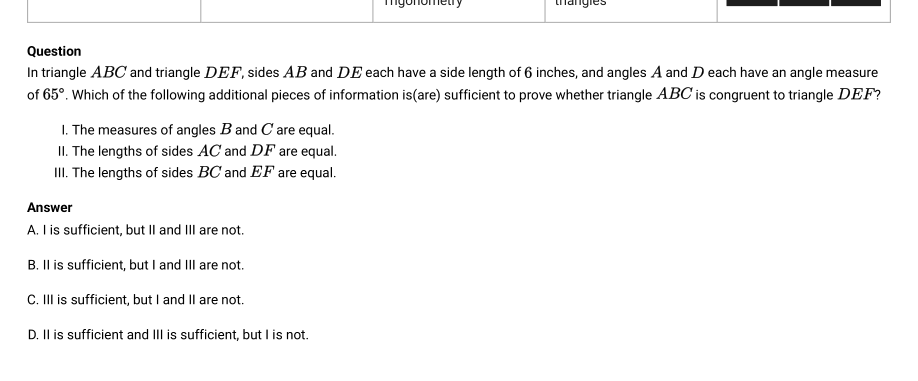 Trigonometry triangles
Question
In triangle ABC and triangle DEF, sides AB and DE each have a side length of 6 inches, and angles A and D each have an angle measure
of 65°. Which of the following additional pieces of information is(are) sufficient to prove whether triangle ABC is congruent to triangle DEF?
I. The measures of angles B and C are equal.
II. The lengths of sides AC and DF are equal.
III. The lengths of sides BC and EF are equal.
Answer
A. I is sufficient, but II and III are not.
B. II is sufficient, but I and III are not.
C. III is sufficient, but I and II are not.
D. II is sufficient and III is sufficient, but I is not.